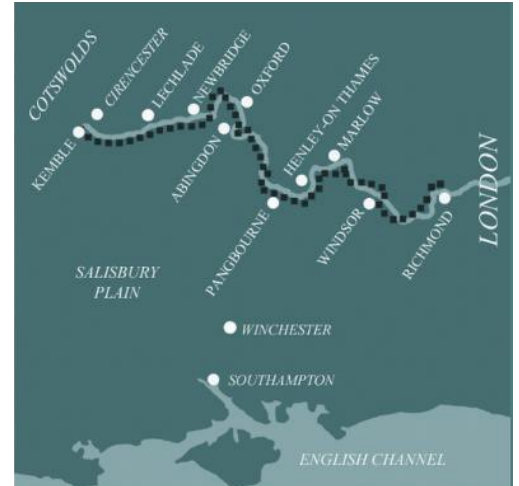 COTSWOLDS
CIRENCESTER
LECHLADE
NEWBRIDGE
OXFORD
KEMBLE
ABINGDON
HENLEY-ON THAMES
MARLOW
PANGBOURNE
WINDSOR
RICHMOND
LONDON
SALISBURY
PLAIN
WINCHESTER
SOUTHAMPTON
ENGLISH CHANNEL